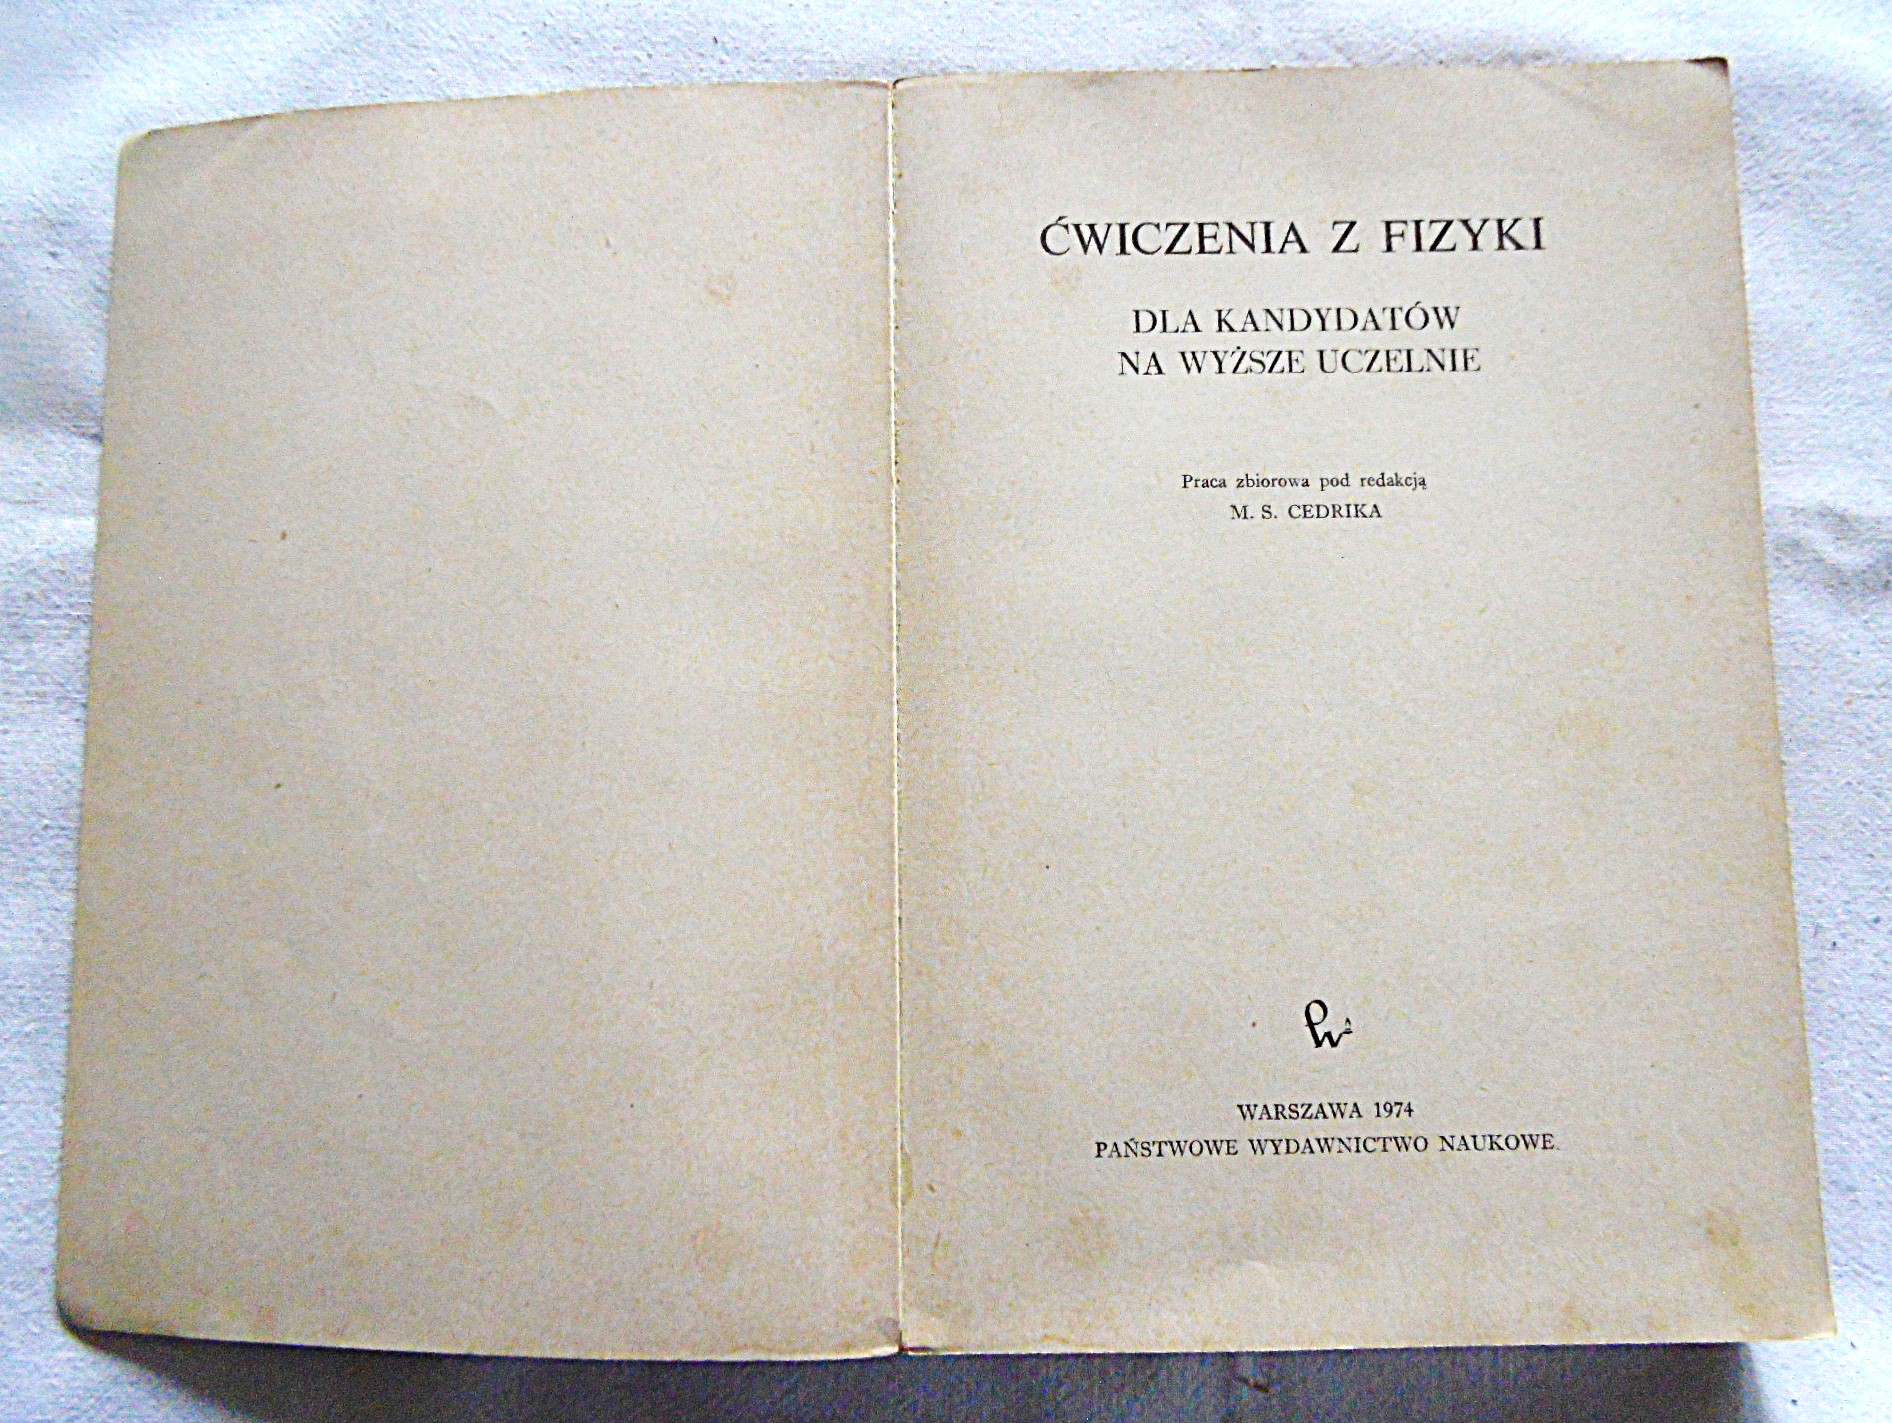 ĆWICZENIA Z FIZYKI
DLA KANDYDATÓW
NA WYŻSZE UCZELNIE
Praca zbiorowa pod redakcją
M. S. CEDRIKA
WARSZAWA 1974
PAŃSTWOWE WYDAWNICTWO NAUKOWE